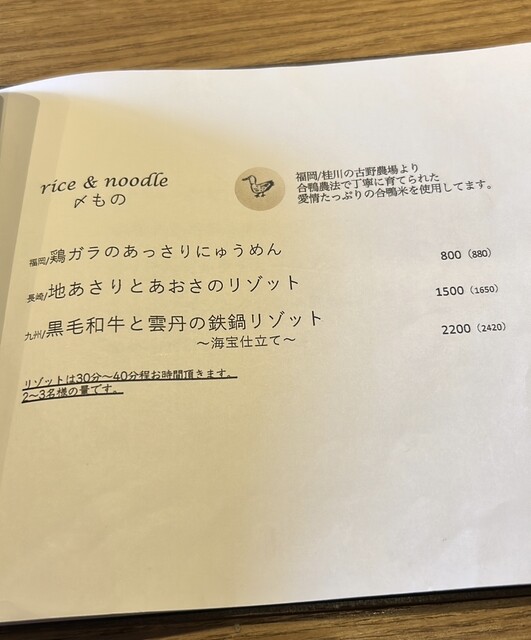 rice & noodle
〆もの
福岡/桂川の古野農場より
合鴨農法で丁寧に育てられた
愛情たっぷりの合鴨米を使用してます。
福岡/鶏ガラのあっさりにゅうめん 800（880）
長崎/地あさりとあおさのリゾット 1500（1650）
九州/黒毛和牛と雲丹の鉄鍋リゾット 2200（2420）
～海宝仕立て～
リゾットは30分～40分程お時間頂きます。
2～3名様の量です。